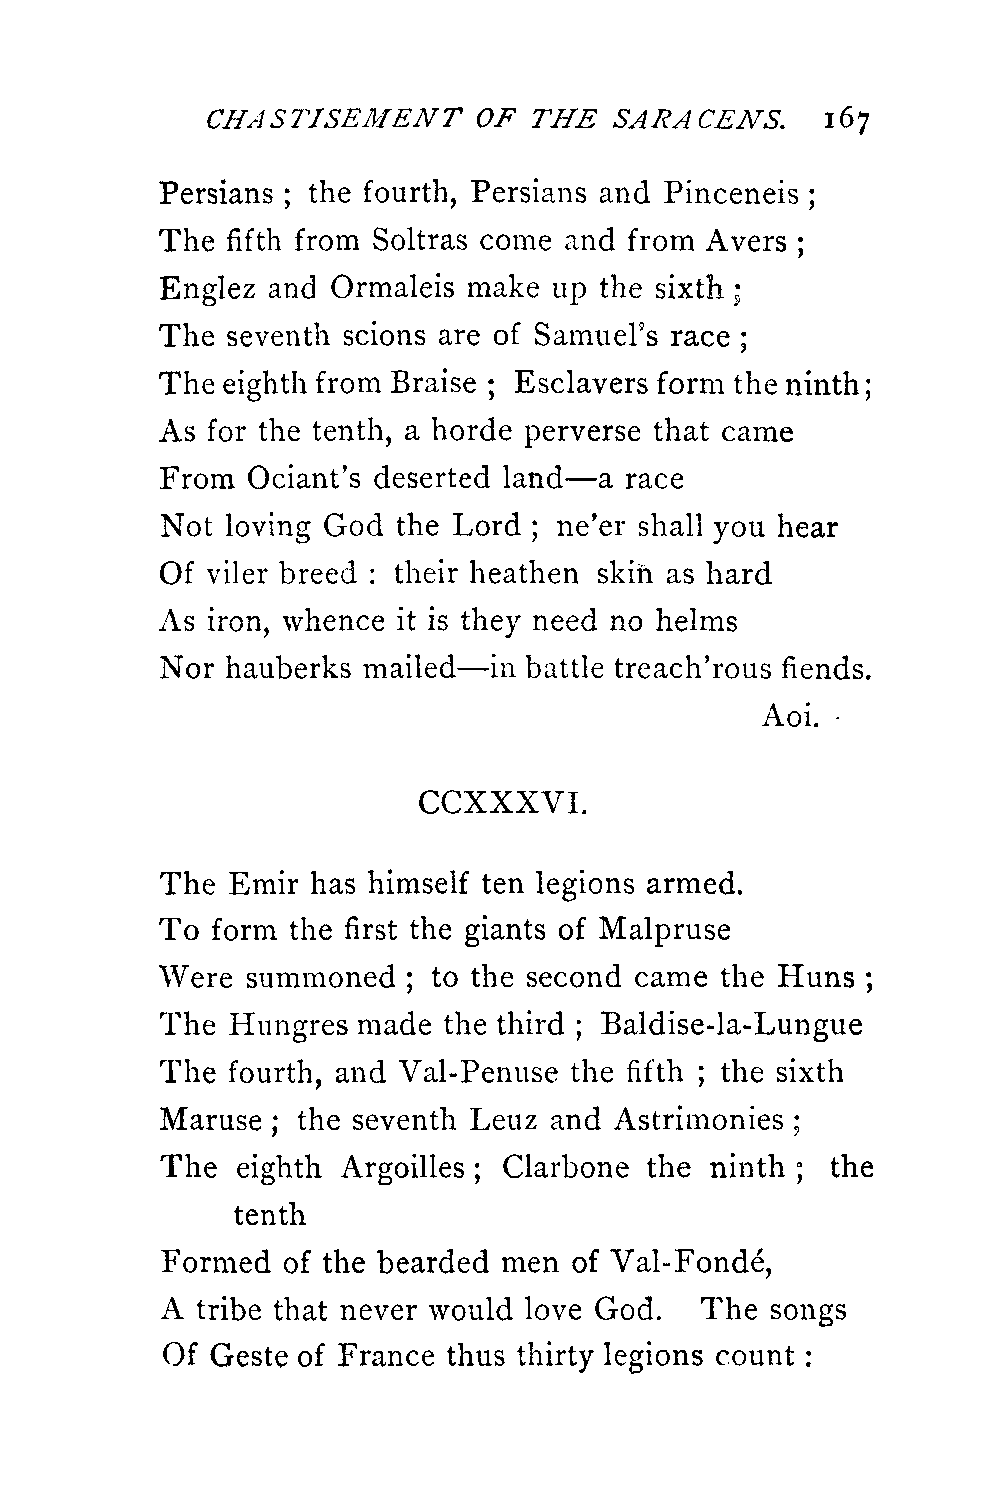 CHASTISEMENT OF THE SARACENS. 167
Persians ; the fourth, Persians and Pinceneis ;
The fifth from Soltras come and from Avers ;
Englez and Ormaleis make up the sixth ;
The seventh scions are of Samuel's race ;
The eighth from Braise ; Esclavers form the ninth ;
As for the tenth, a horde perverse that came
From Ociant's deserted land—a race
Not loving God the Lord ; ne'er shall you hear
Of viler breed : their heathen skin as hard
As iron, whence it is they need no helms
Nor hauberks mailed—in battle treach'rous fiends.
Aoi.
CCXXXVI.
The Emir has himself ten legions armed.
To form the first the giants of Malpruse
Were summoned ; to the second came the Huns ;
The Hungres made the third ; Baldise-la-Lungue
The fourth, and Val-Penuse the fifth ; the sixth
Maruse ; the seventh Leuz and Astrimonies ;
The eighth Argoilles ; Clarbone the ninth ; the
tenth
Formed of the bearded men of Val-Fondé,
A tribe that never would love God. The songs
Of Geste of France thus thirty legions count :